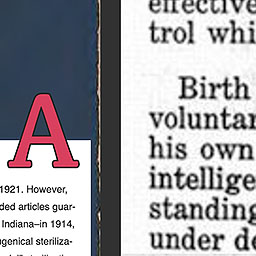 A
1921. However,
ded articles guar-
Indiana–in 1914,
genical steriliza-
effective
trol whi
Birth
voluntar
his own
intellige
standing
under de